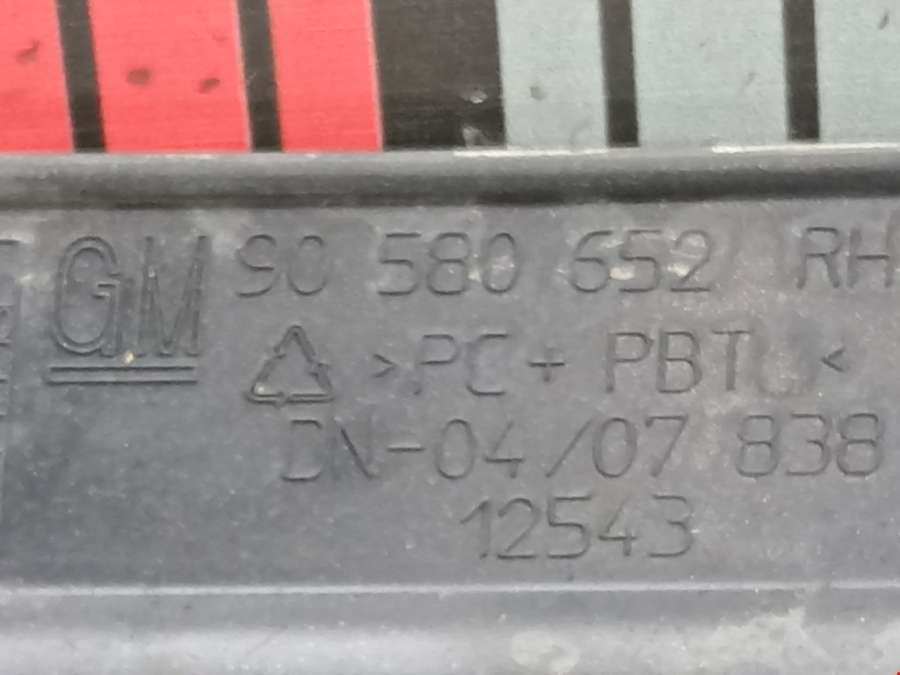 GM 90 580 652 RH
>PC + PBT <
DN-04/07 838
12543